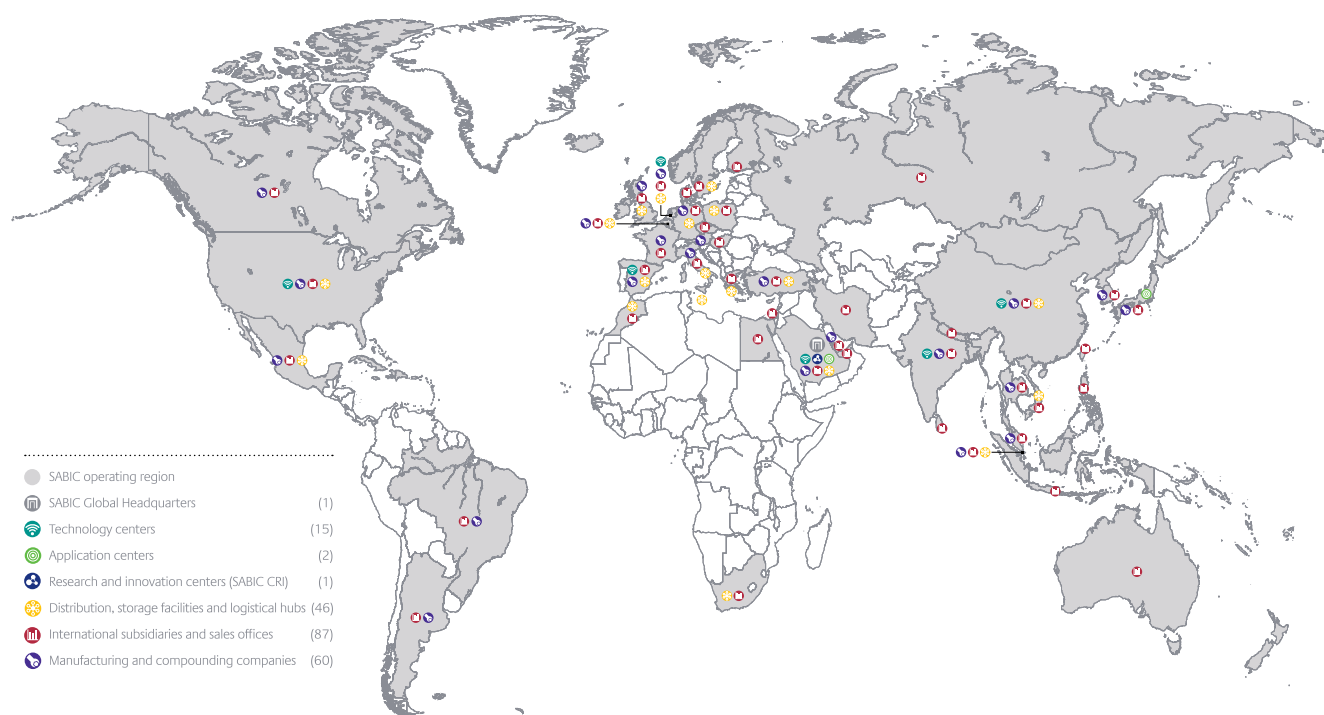 SABIC operating region
SABIC Global Headquarters (1)
Technology centers (15)
Application centers (2)
Research and innovation centers (SABIC CRI) (1)
Distribution, storage facilities and logistical hubs (46)
International subsidiaries and sales offices (87)
Manufacturing and compounding companies (60)